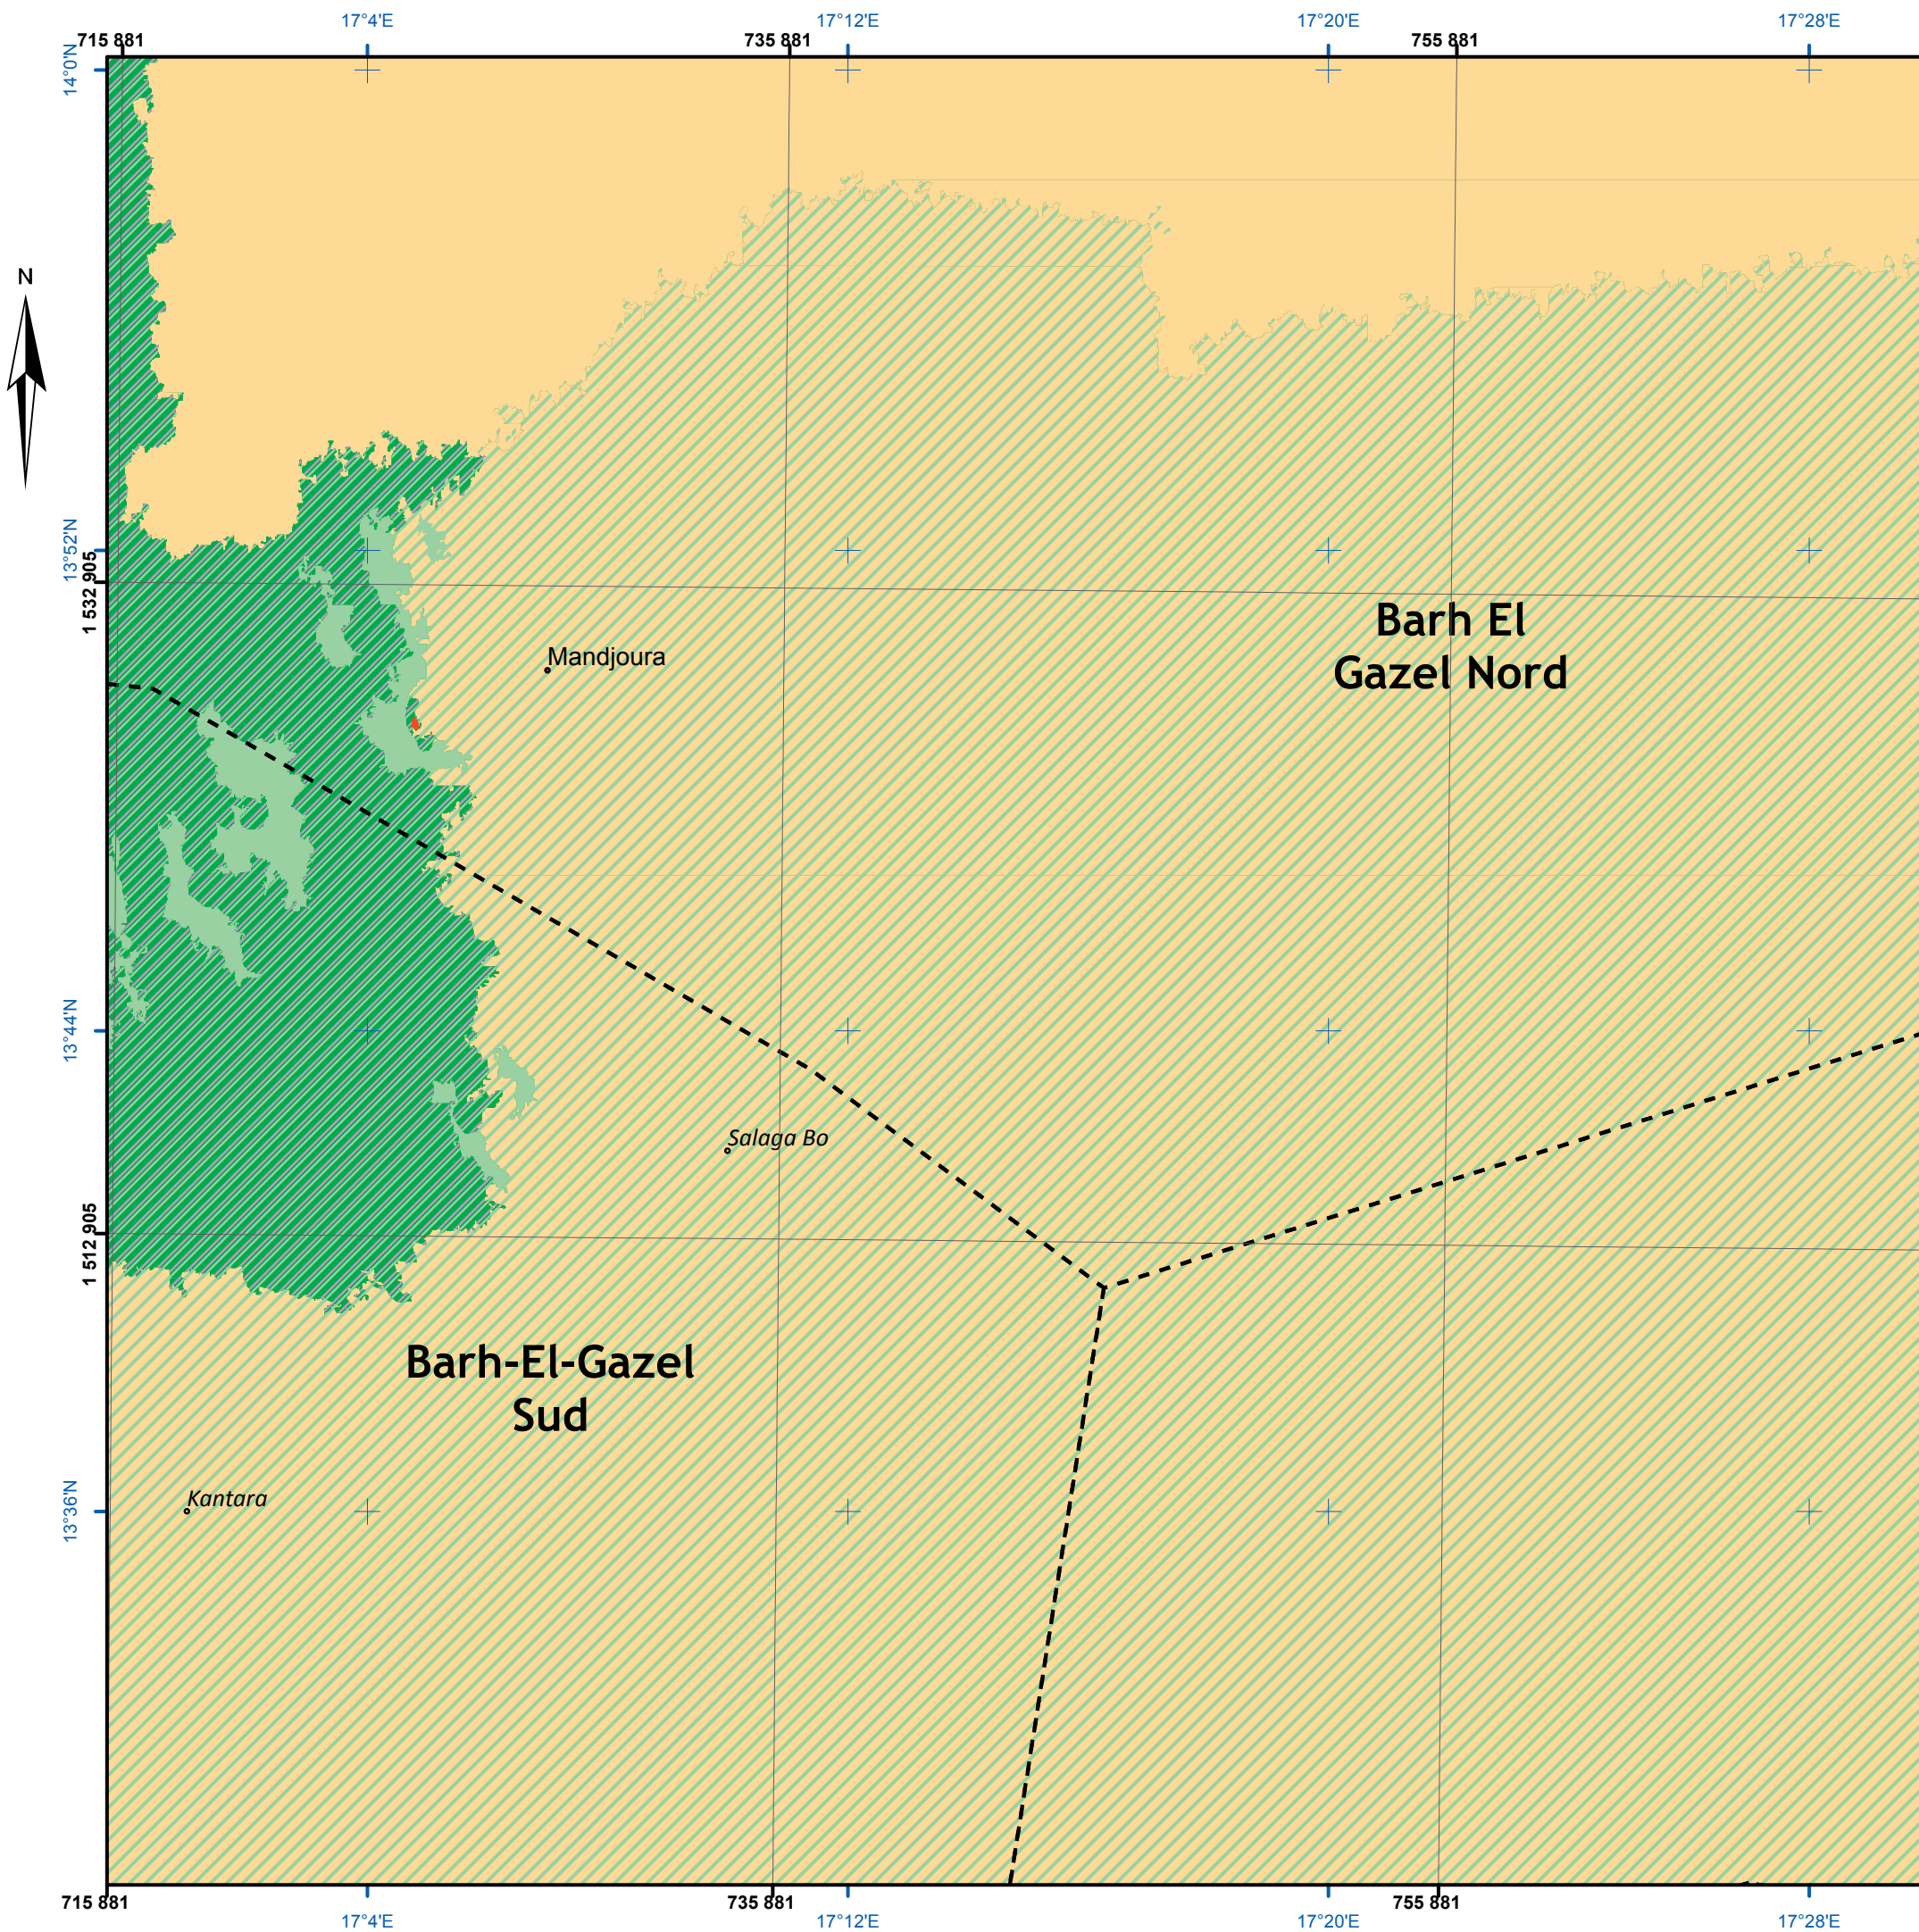 17°4'E
17°12'E
17°20'E
17°28'E
715 881
735 881
755 881
14°0'N
N
13°52'N
1 532 905
Barh El
Gazel Nord
Mandjoura
13°44'N
Salaga Bo
1 512 905
Barh-El-Gazel
Sud
Kantara
13°36'N
715 881
735 881
755 881
17°4'E
17°12'E
17°20'E
17°28'E